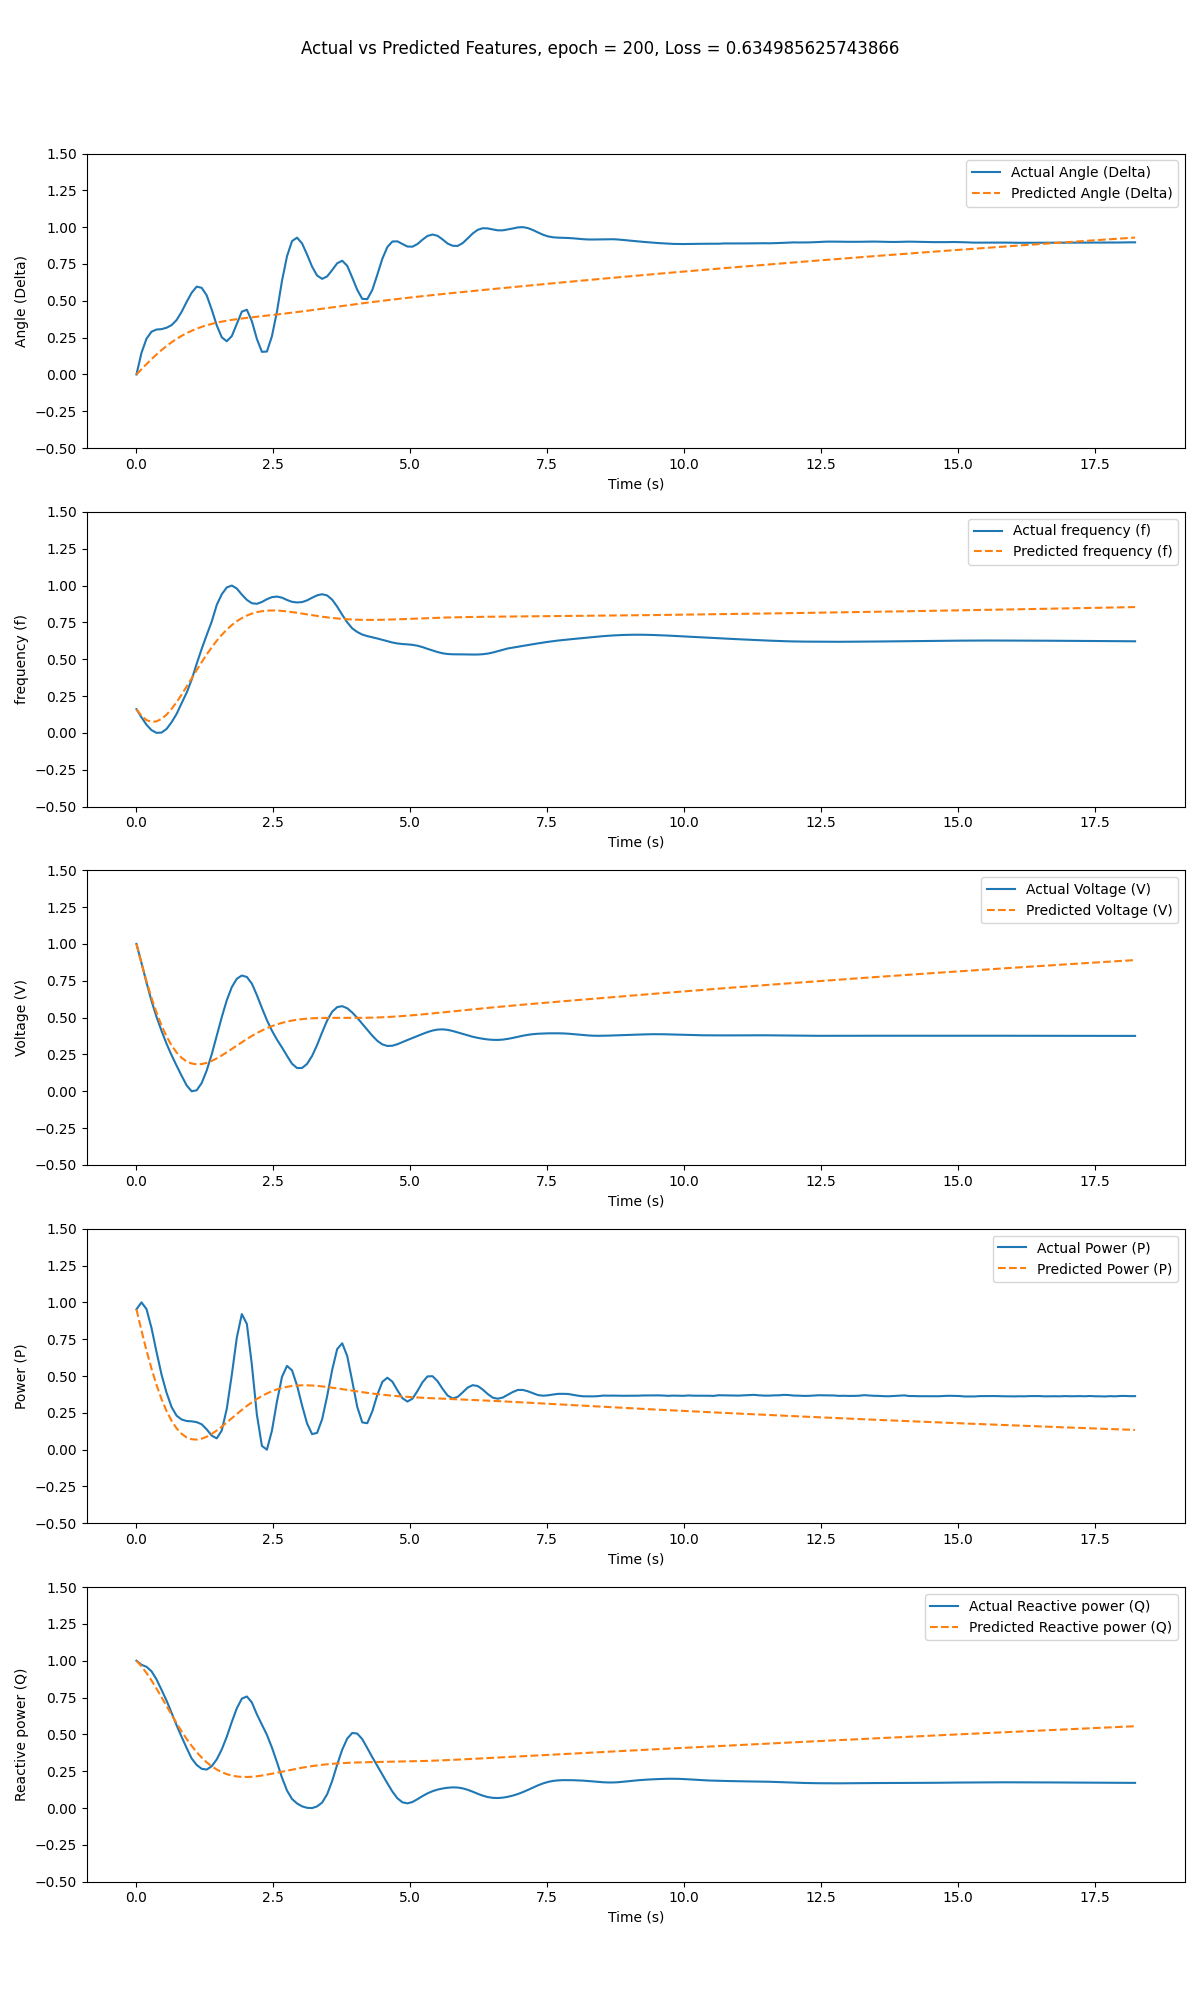 Actual vs Predicted Features, epoch = 200, Loss = 0.634985625743866
1.50
1.25
1.00
0.75
0.50
0.25
0.00
−0.25
−0.50
Angle (Delta)
Actual Angle (Delta)
Predicted Angle (Delta)
0.0 2.5 5.0 7.5 10.0 12.5 15.0 17.5
Time (s)
1.50
1.25
1.00
0.75
0.50
0.25
0.00
−0.25
−0.50
frequency (f)
Actual frequency (f)
Predicted frequency (f)
0.0 2.5 5.0 7.5 10.0 12.5 15.0 17.5
Time (s)
1.50
1.25
1.00
0.75
0.50
0.25
0.00
−0.25
−0.50
Voltage (V)
Actual Voltage (V)
Predicted Voltage (V)
0.0 2.5 5.0 7.5 10.0 12.5 15.0 17.5
Time (s)
1.50
1.25
1.00
0.75
0.50
0.25
0.00
−0.25
−0.50
Power (P)
Actual Power (P)
Predicted Power (P)
0.0 2.5 5.0 7.5 10.0 12.5 15.0 17.5
Time (s)
1.50
1.25
1.00
0.75
0.50
0.25
0.00
−0.25
−0.50
Reactive power (Q)
Actual Reactive power (Q)
Predicted Reactive power (Q)
0.0 2.5 5.0 7.5 10.0 12.5 15.0 17.5
Time (s)